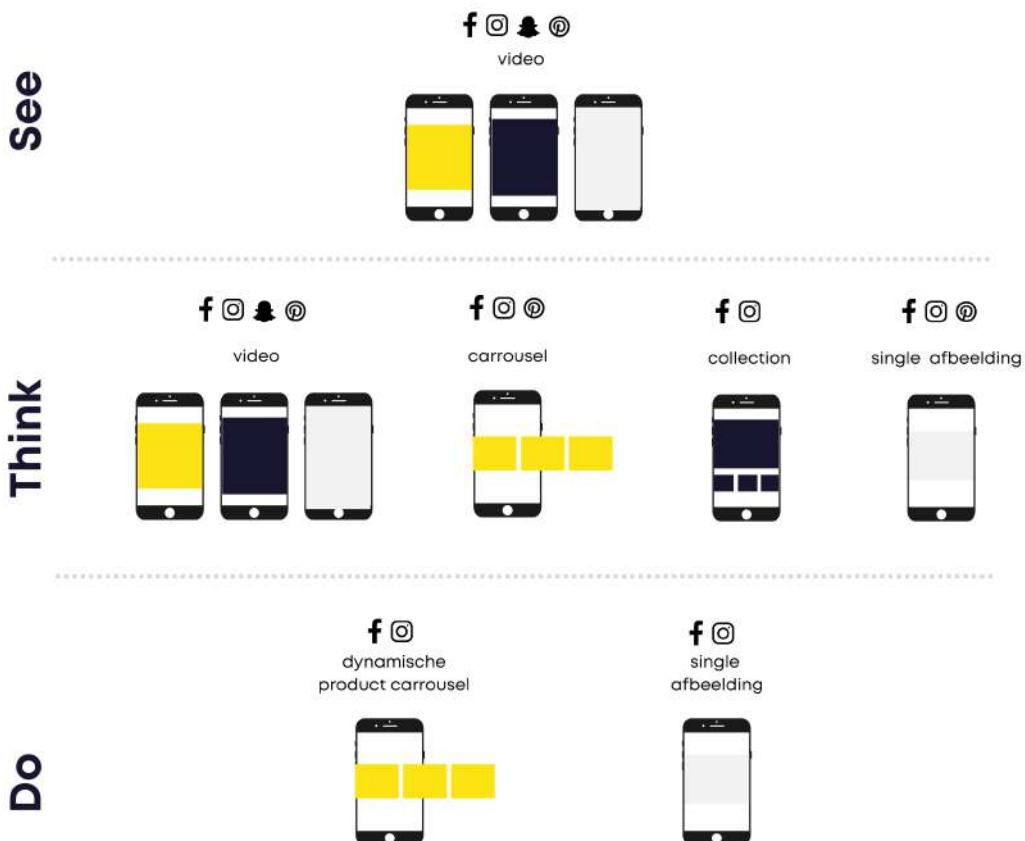 See
video
Think
video
carrousel
collection
single afbeelding
Do
dynamische
product carrousel
single
afbeelding